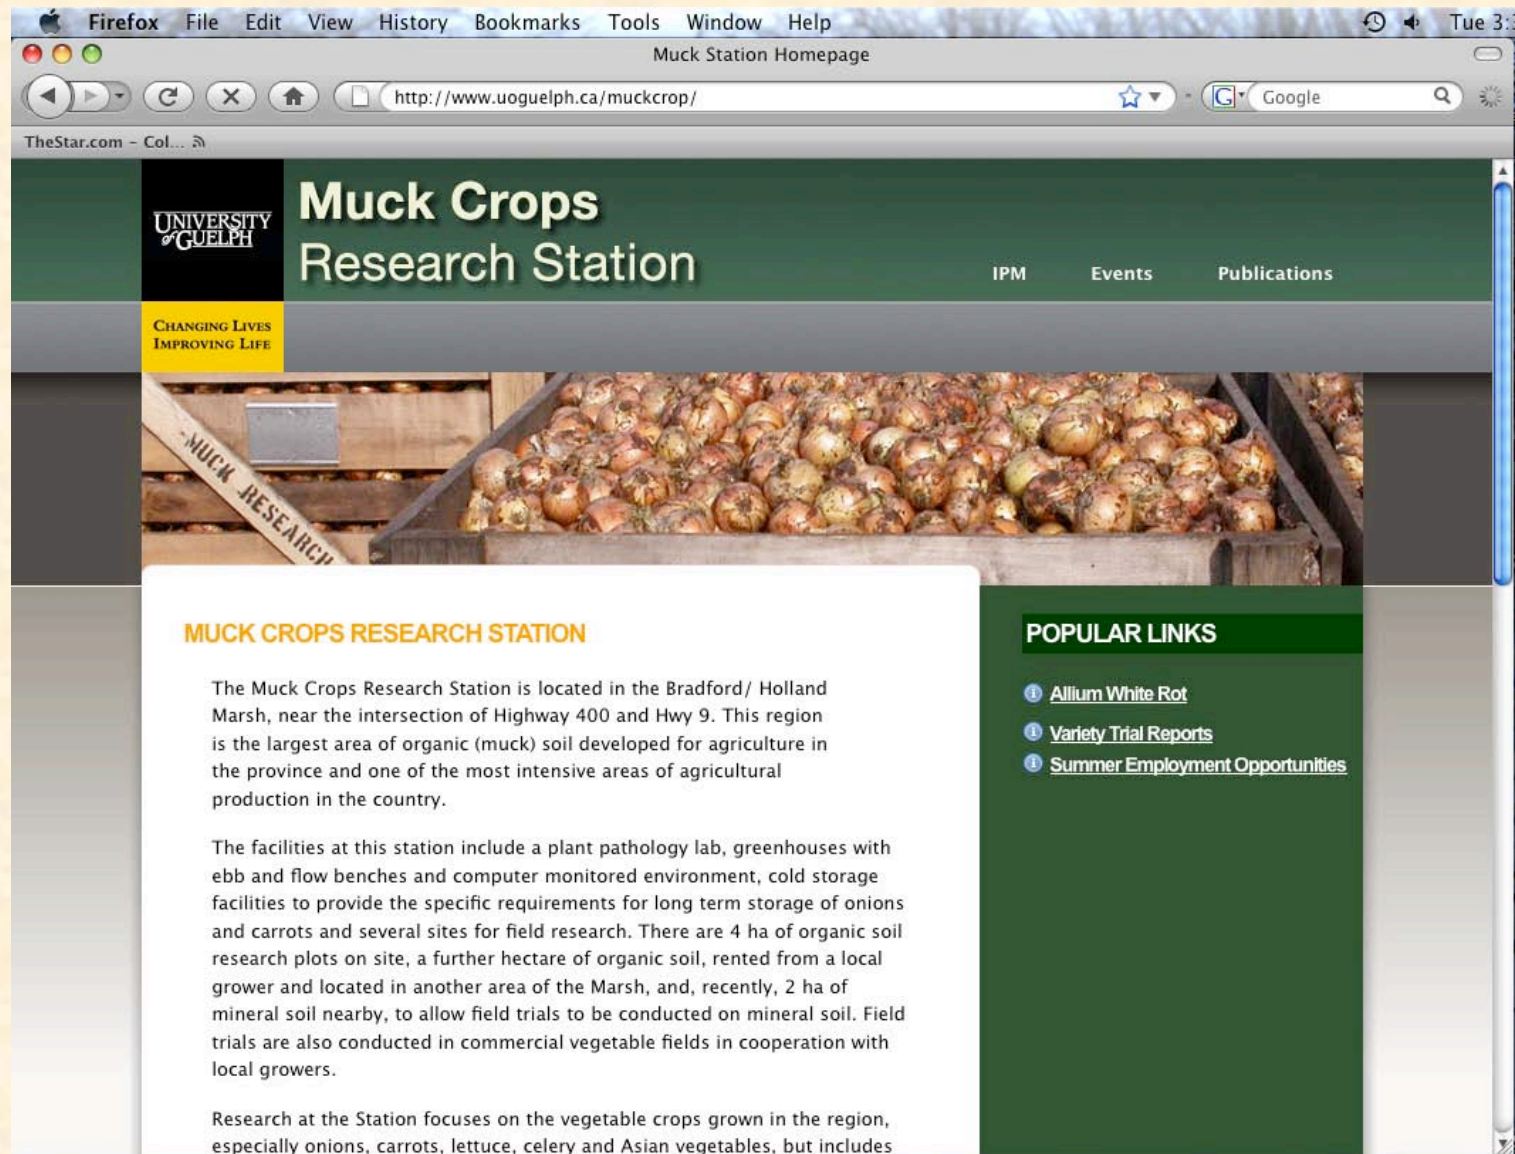 Firefox File Edit View History Bookmarks Tools Window Help Tue 3:
Muck Station Homepage
http://www.uoguelph.ca/muckcrop/
G Google
TheStar.com – Col...
UNIVERSITY
of GUELPH
Muck Crops
Research Station
IPM Events Publications
CHANGING LIVES
IMPROVING LIFE
-MUCK RESEARCH
MUCK CROPS RESEARCH STATION
The Muck Crops Research Station is located in the Bradford/ Holland
Marsh, near the intersection of Highway 400 and Hwy 9. This region
is the largest area of organic (muck) soil developed for agriculture in
the province and one of the most intensive areas of agricultural
production in the country.
The facilities at this station include a plant pathology lab, greenhouses with
ebb and flow benches and computer monitored environment, cold storage
facilities to provide the specific requirements for long term storage of onions
and carrots and several sites for field research. There are 4 ha of organic soil
research plots on site, a further hectare of organic soil, rented from a local
grower and located in another area of the Marsh, and, recently, 2 ha of
mineral soil nearby, to allow field trials to be conducted on mineral soil. Field
trials are also conducted in commercial vegetable fields in cooperation with
local growers.
Research at the Station focuses on the vegetable crops grown in the region,
especially onions, carrots, lettuce, celery and Asian vegetables, but includes
POPULAR LINKS
Allium White Rot
Variety Trial Reports
Summer Employment Opportunities